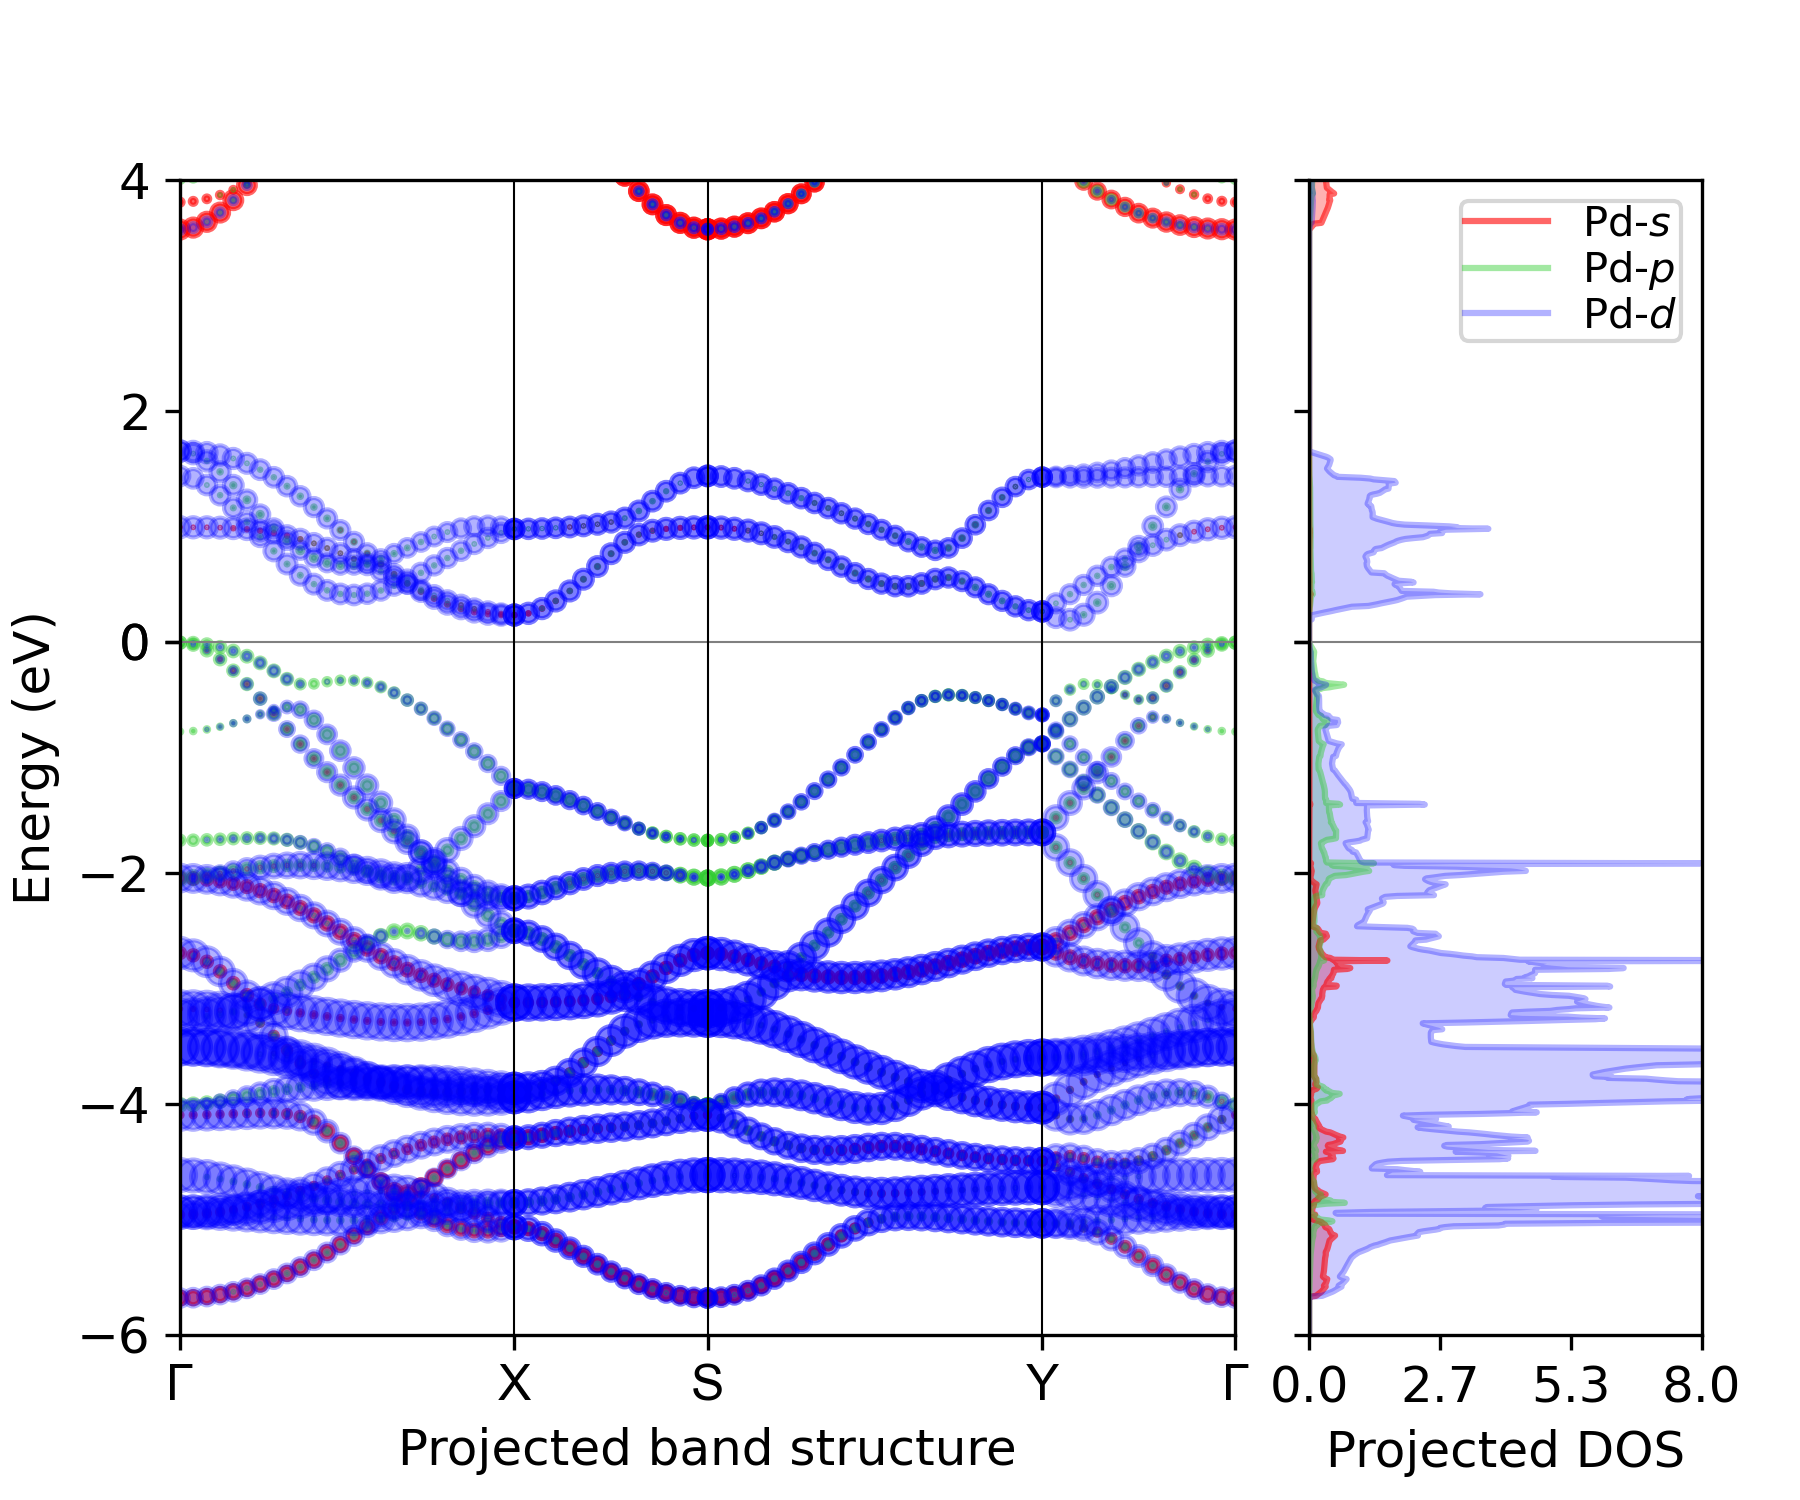 Energy (eV)
4
2
0
−2
−4
−6
Γ X S Y Γ
Projected band structure
Pd-s
Pd-p
Pd-d
0.0 2.7 5.3 8.0
Projected DOS